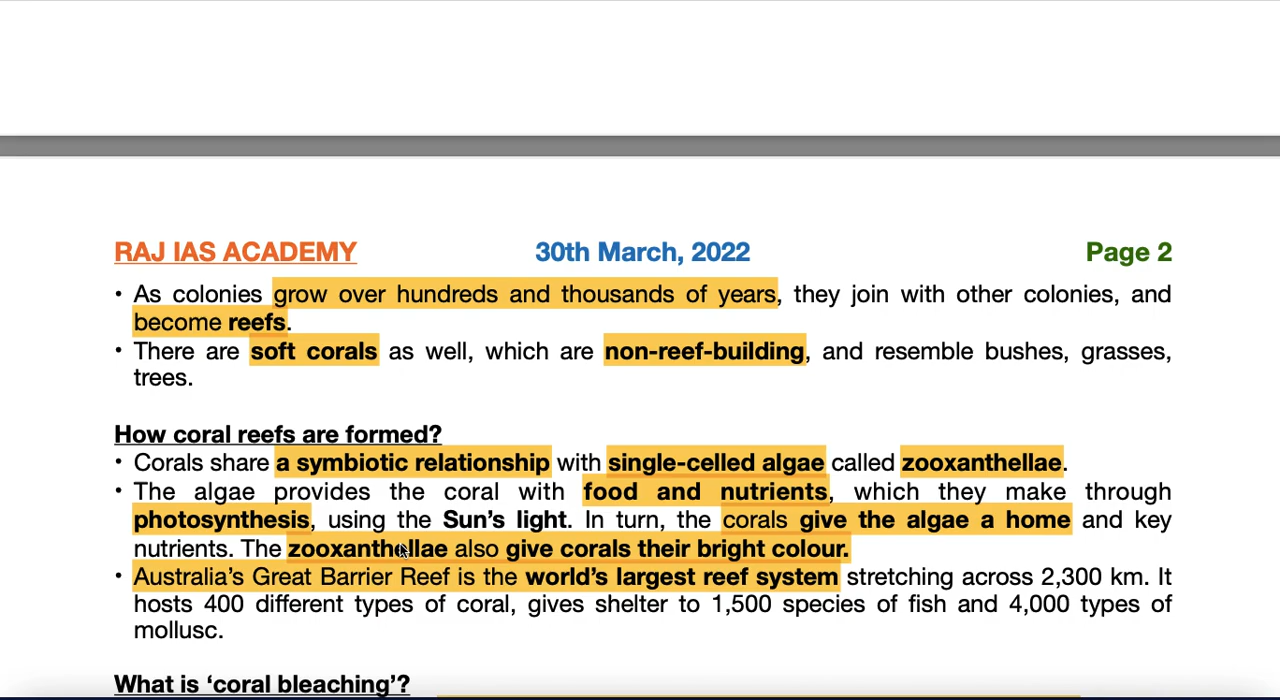 RAJ IAS ACADEMY 30th March, 2022 Page 2
• As colonies grow over hundreds and thousands of years, they join with other colonies, and
become reefs.
• There are soft corals as well, which are non-reef-building, and resemble bushes, grasses,
trees.
How coral reefs are formed?
• Corals share a symbiotic relationship with single-celled algae called zooxanthellae.
• The algae provides the coral with food and nutrients, which they make through
photosynthesis, using the Sun’s light. In turn, the corals give the algae a home and key
nutrients. The zooxanthellae also give corals their bright colour.
• Australia’s Great Barrier Reef is the world’s largest reef system stretching across 2,300 km. It
hosts 400 different types of coral, gives shelter to 1,500 species of fish and 4,000 types of
mollusc.
What is ‘coral bleaching’?